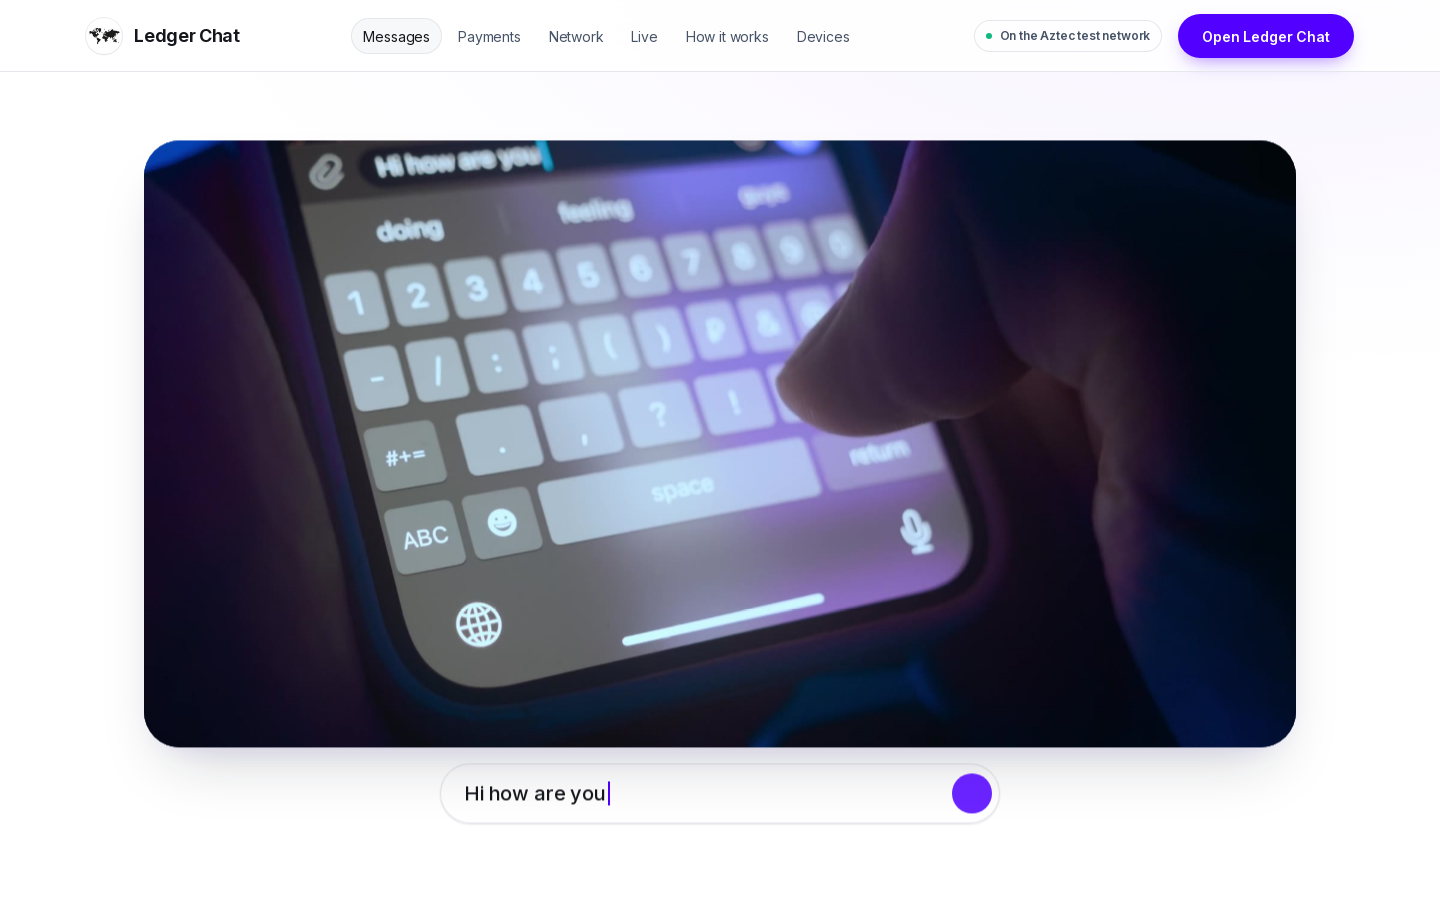 Ledger Chat
Messages
Payments
Network
Live
How it works
Devices
On the Aztec test network
Open Ledger Chat
Hi how are you
doing
feeling
guys
1 2 3 4 5 6 7 8 9 0
- / : ; ( ) ₽ &
#+= . , ? !
ABC
space
return
Hi how are you